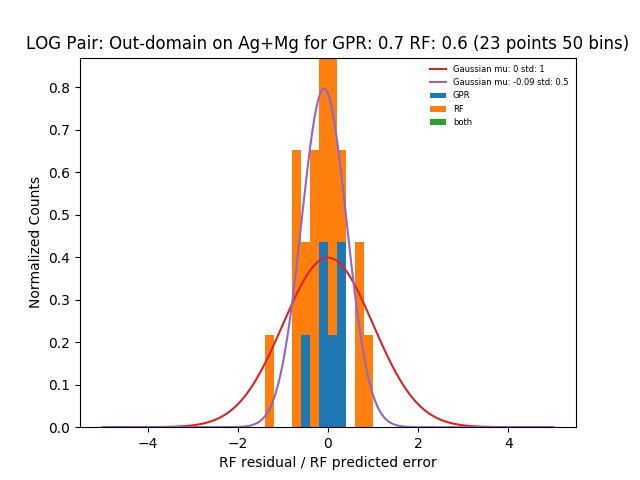 LOG Pair: Out-domain on Ag+Mg for GPR: 0.7 RF: 0.6 (23 points 50 bins)
Gaussian mu: 0 std: 1
Gaussian mu: -0.09 std: 0.5
GPR
RF
both
Normalized Counts
0.8
0.7
0.6
0.5
0.4
0.3
0.2
0.1
0.0
−4 −2 0 2 4
RF residual / RF predicted error